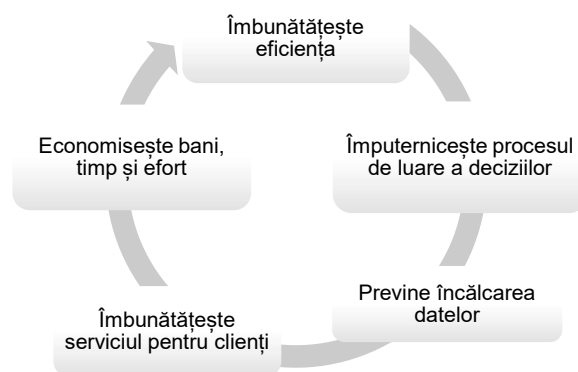 Îmbunătățește
eficiența
Împuternicește procesul
de luare a deciziilor
Previne încălcarea
datelor
Îmbunătățește
serviciul pentru clienți
Economisește bani,
timp și efort